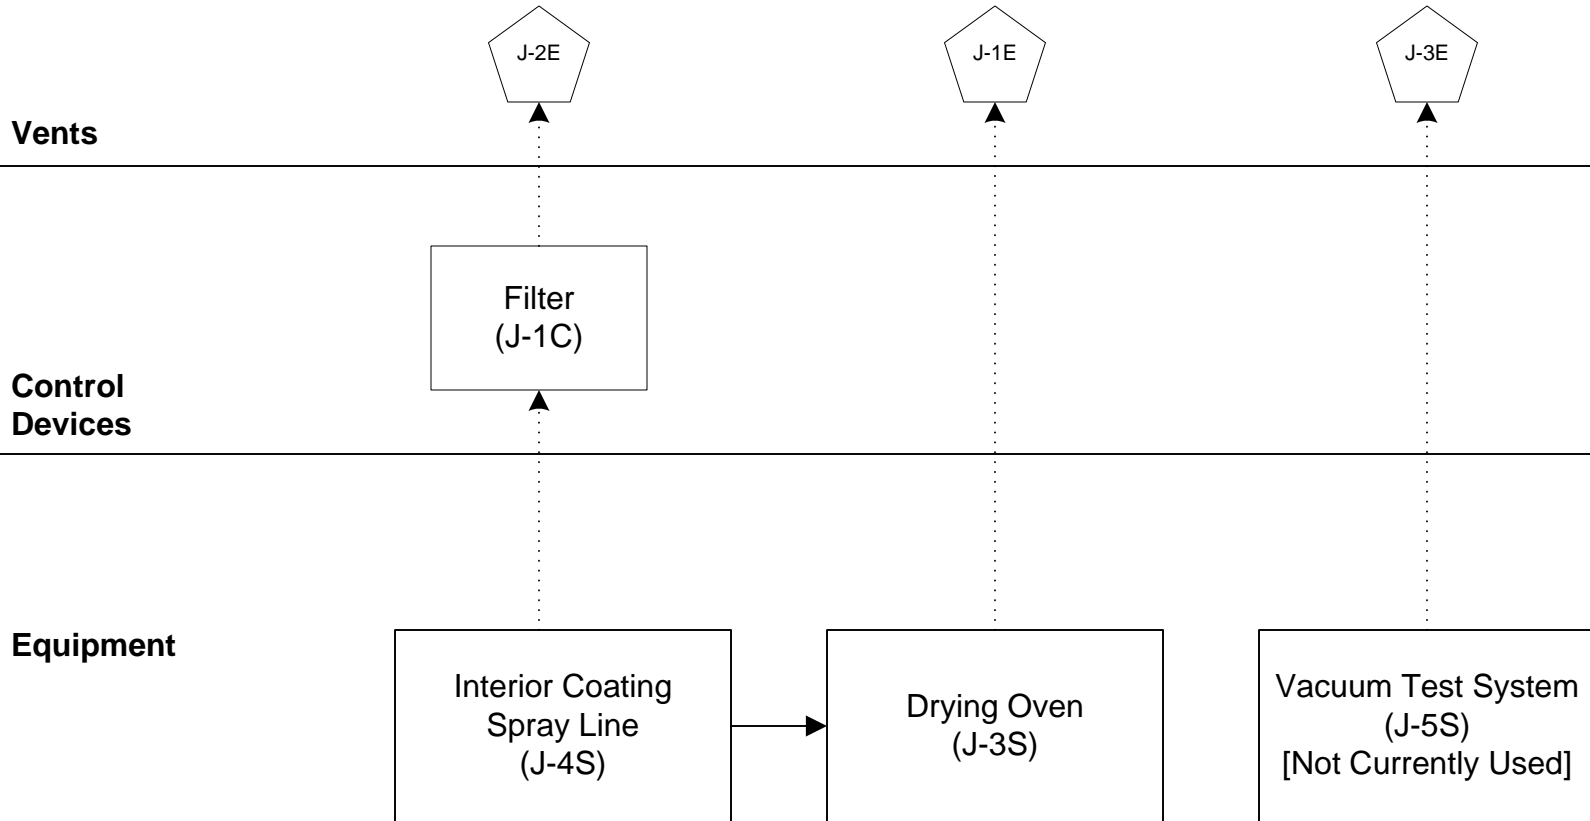 J-2E
J-1E
J-3E
Vents
Filter
(J-1C)
Control
Devices
Equipment
Interior Coating
Spray Line
(J-4S)
Drying Oven
(J-3S)
Vacuum Test System
(J-5S)
[Not Currently Used]